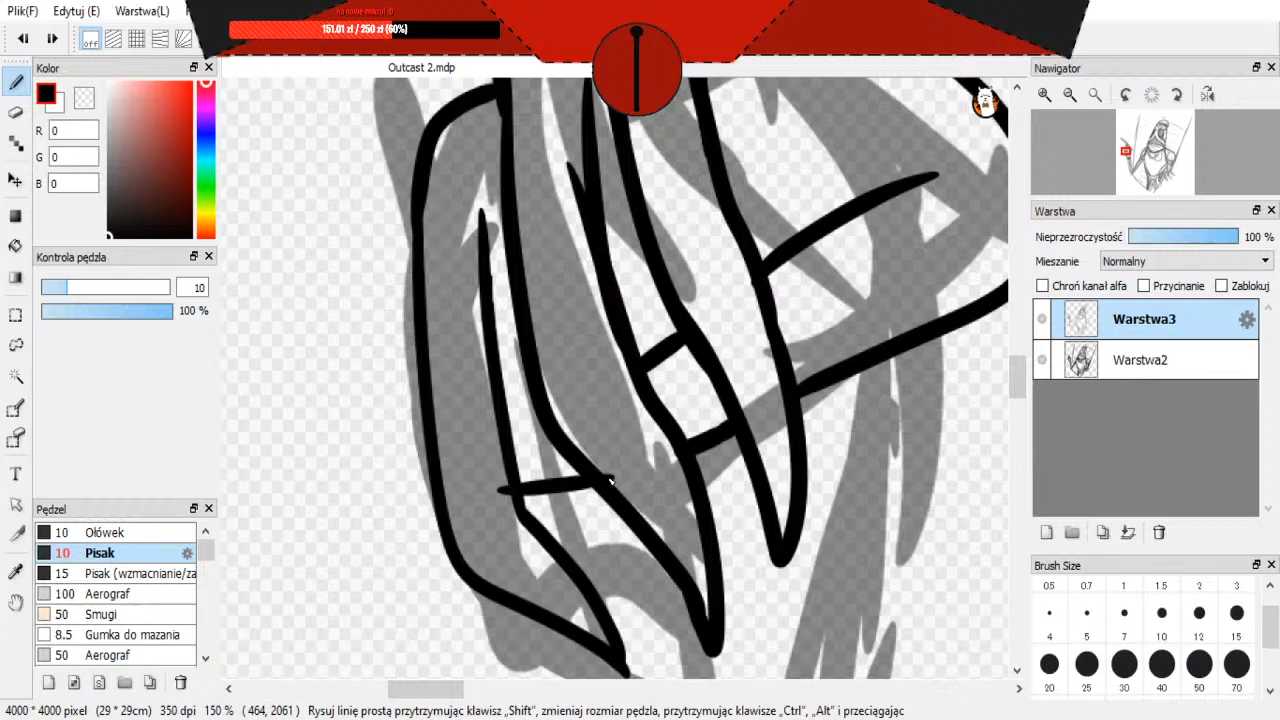 Plik(F) Edytuj (E) Warstwa(L)
na nowe mikro! :D
151.01 zł / 250 zł (60%)
off
Kolor
Outcast 2.mdp
Nawigator
R 0
G 0
B 0
Warstwa
Nieprzezroczystość 100 %
Kontrola pędzla
Mieszanie Normalny
10
Chroń kanał alfa Przycinanie Zablokuj
100 %
Warstwa3
Warstwa2
T
Pędzel
10 Ołówek
10 Pisak
15 Pisak (wzmacnianie/za
100 Aerograf
50 Smugi
8.5 Gumka do mazania
50 Aerograf
Brush Size
0.5 0.7 1 1.5 2 3
4 5 7 10 12 15
20 25 30 40 50 70
4000 * 4000 pixel (29 * 29cm) 350 dpi 150 % ( 464, 2061 ) Rysuj linię prostą przytrzymując klawisz „Shift”, zmieniaj rozmiar pędzla, przytrzymując klawisze „Ctrl”, „Alt” i przeciągając